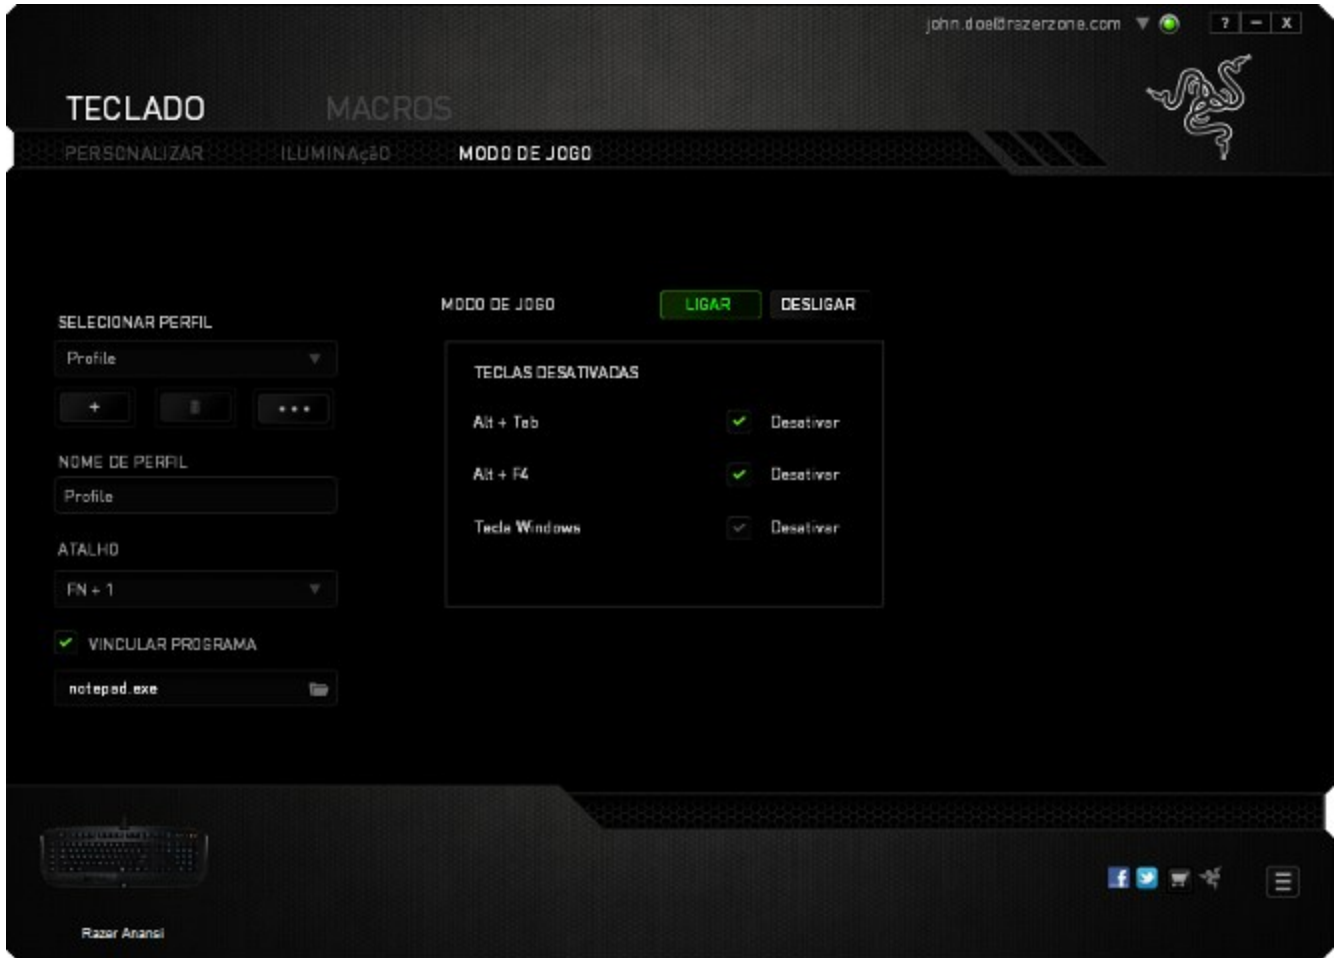 john.doe@razerzone.com
? – X
TECLADO MACROS
PERSONALIZAR ILUMINAção MODO DE JOGO
MODO DE JOGO LIGAR DESLIGAR
SELECIONAR PERFIL
Profile
TECLAS DESATIVADAS
+ •••
Alt + Tab Desativar
NOME DE PERFIL
Alt + F4 Desativar
Profile
Tecla Windows Desativar
ATALHO
FN + 1
VINCULAR PROGRAMA
notepad.exe
Razer Anansi